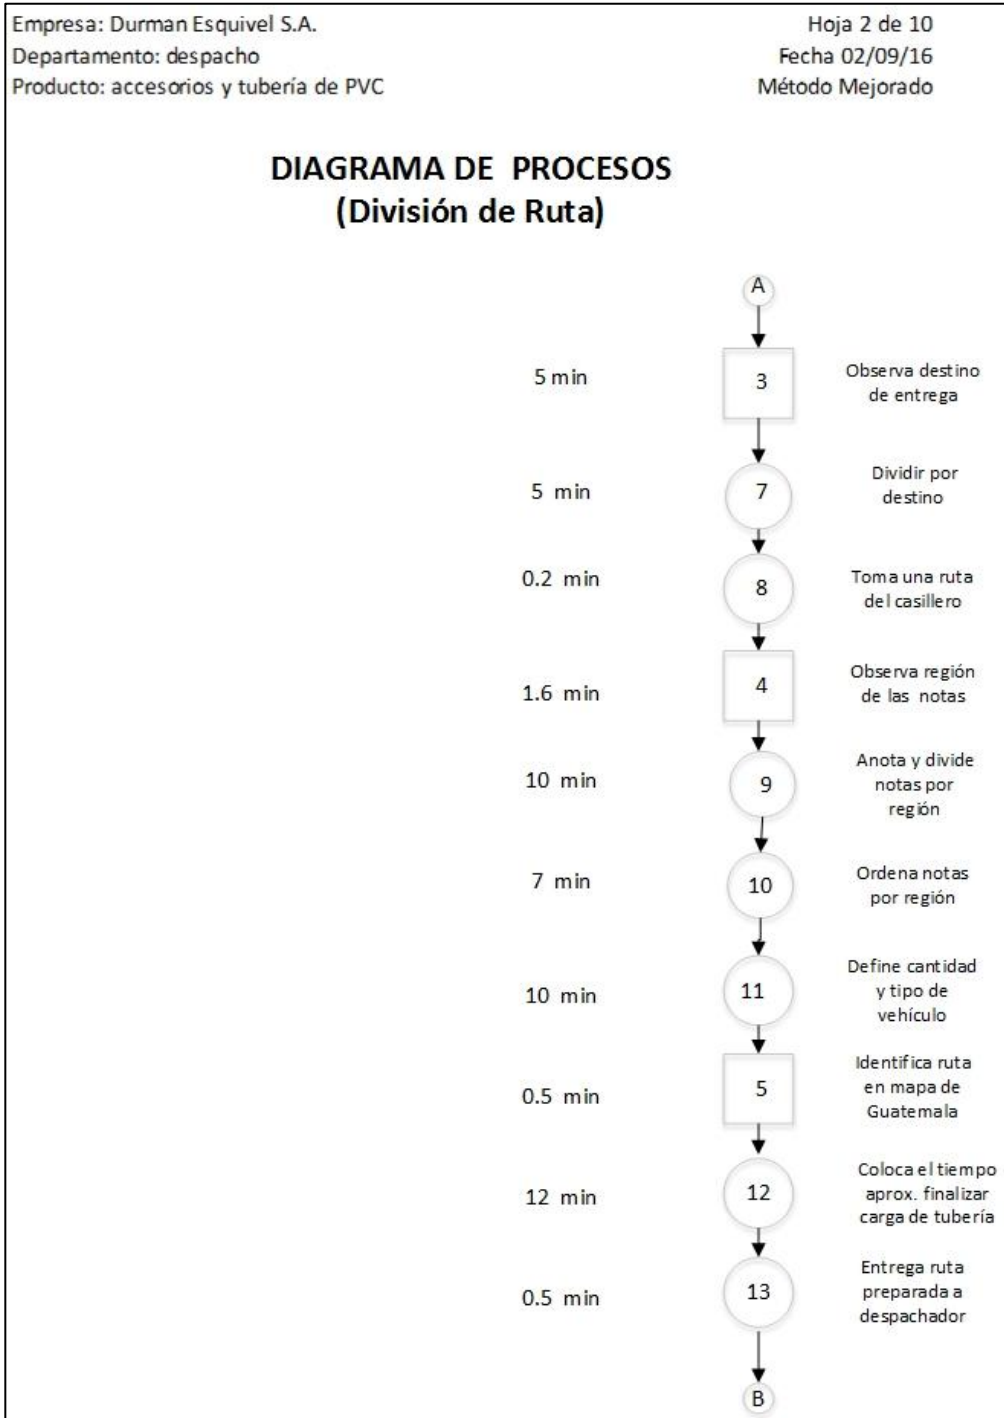 Empresa: Durman Esquivel S.A.
Hoja 2 de 10
Departamento: despacho
Fecha 02/09/16
Producto: accesorios y tubería de PVC
Método Mejorado
DIAGRAMA DE PROCESOS
(División de Ruta)
A
5 min
3
Observa destino
de entrega
5 min
7
Dividir por
destino
0.2 min
8
Toma una ruta
del casillero
1.6 min
4
Observa región
de las notas
10 min
9
Anota y divide
notas por
región
7 min
10
Ordena notas
por región
10 min
11
Define cantidad
y tipo de
vehículo
0.5 min
5
Identifica ruta
en mapa de
Guatemala
12 min
12
Coloca el tiempo
aprox. finalizar
carga de tubería
0.5 min
13
Entrega ruta
preparada a
despachador
B